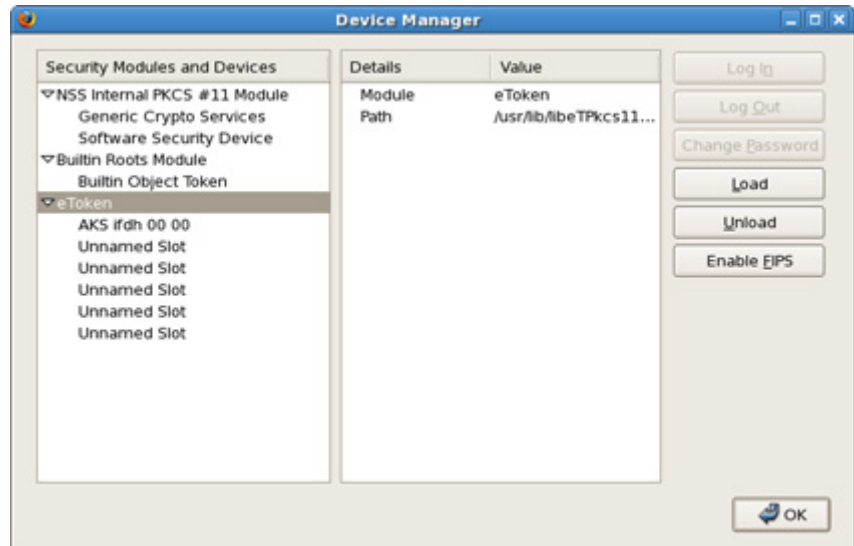 Device Manager
Security Modules and Devices
NSS Internal PKCS #11 Module
Generic Crypto Services
Software Security Device
Builtin Roots Module
Builtin Object Token
eToken
AKS ifdh 00 00
Unnamed Slot
Unnamed Slot
Unnamed Slot
Unnamed Slot
Unnamed Slot
Details Value
Module eToken
Path /usr/lib/libeTPkcs11...
Log In
Log Out
Change Password
Load
Unload
Enable FIPS
OK